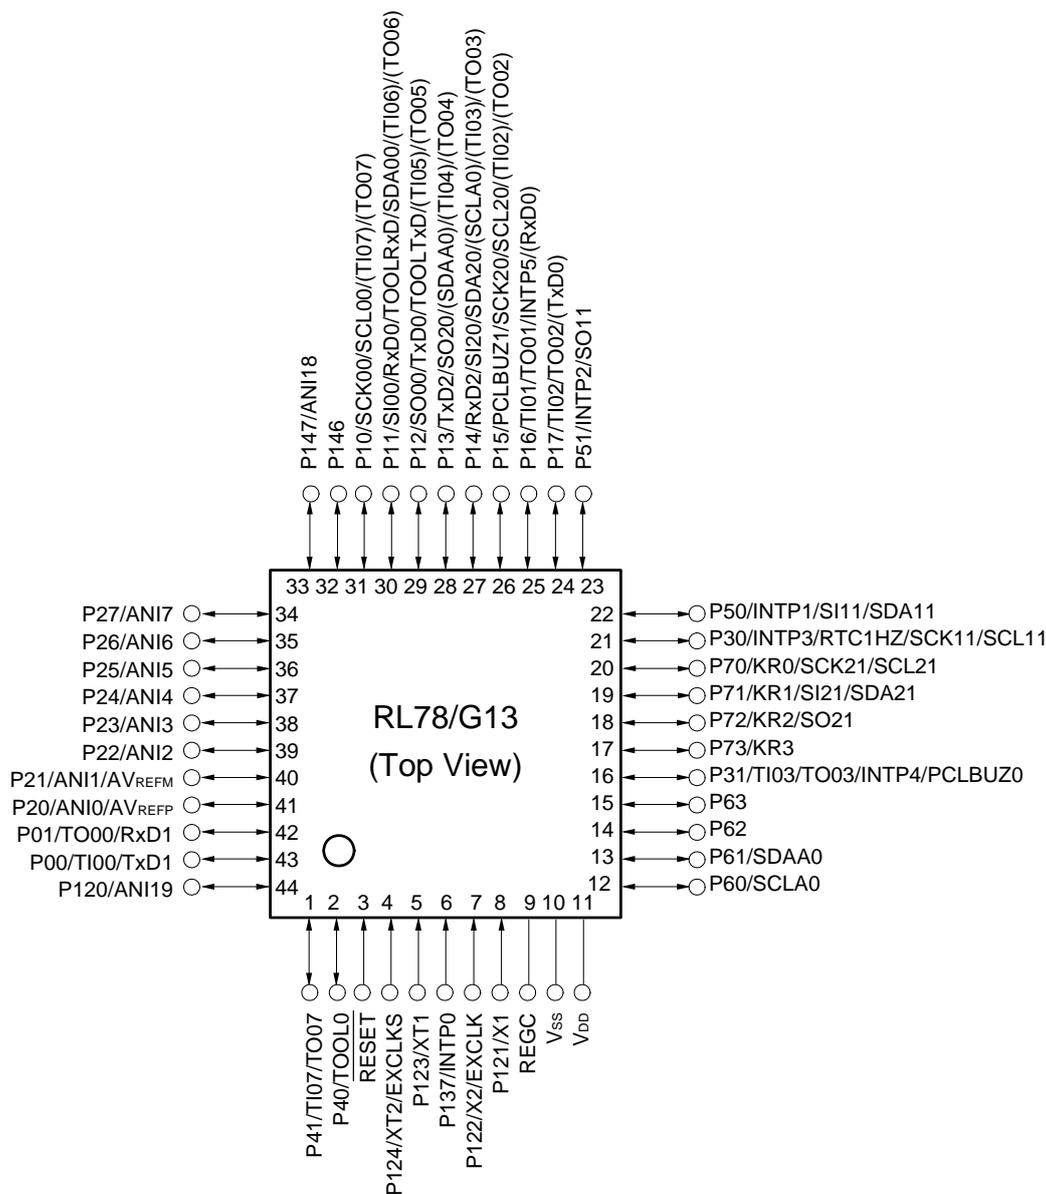 P147/ANI18
P146
P10/SCK00/SCL00/(TI07)/(TO07)
P11/SI00/RxD0/TOOLRxD/SDA00/(TI06)/(TO06)
P12/SO00/TxD0/TOOLTxD/(TI05)/(TO05)
P13/TxD2/SO20/(SDAA0)/(TI04)/(TO04)
P14/RxD2/SI20/SDA20/(SCLA0)/(TI03)/(TO03)
P15/PCLBUZ1/SCK20/SCL20/(TI02)/(TO02)
P16/TI01/TO01/INTP5/(RxD0)
P17/TI02/TO02/(TxD0)
P51/INTP2/SO11
33 32 31 30 29 28 27 26 25 24 23
P27/ANI7 34
P26/ANI6 35
P25/ANI5 36
P24/ANI4 37
P23/ANI3 38
P22/ANI2 39
P21/ANI1/AVREFM 40
P20/ANI0/AVREFP 41
P01/TO00/RxD1 42
P00/TI00/TxD1 43
P120/ANI19 44
RL78/G13
(Top View)
22 P50/INTP1/SI11/SDA11
21 P30/INTP3/RTC1HZ/SCK11/SCL11
20 P70/KR0/SCK21/SCL21
19 P71/KR1/SI21/SDA21
18 P72/KR2/SO21
17 P73/KR3
16 P31/TI03/TO03/INTP4/PCLBUZ0
15 P63
14 P62
13 P61/SDAA0
12 P60/SCLA0
1 2 3 4 5 6 7 8 9 10 11
P41/TI07/TO07
P40/TOOL0
RESET
P124/XT2/EXCLKS
P123/XT1
P137/INTP0
P122/X2/EXCLK
P121/X1
REGC
VSS
VDD